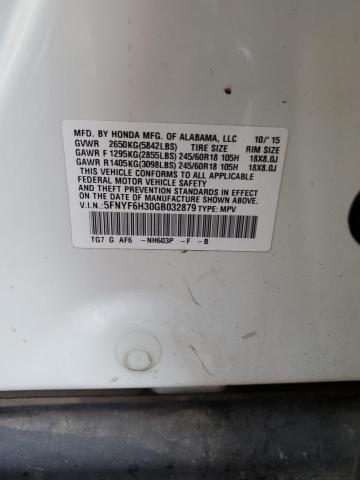 MFD. BY HONDA MFG. OF ALABAMA, LLC 10/'15
GVWR 2650KG(5842LBS) TIRE SIZE RIM SIZE
GAWR F 1295KG(2855LBS) 245/60R18 105H 18X8.0J
GAWR R 1405KG(3098LBS) 245/60R18 105H 18X8.0J
THIS VEHICLE CONFORMS TO ALL APPLICABLE
FEDERAL MOTOR VEHICLE SAFETY AND
THEFT PREVENTION STANDARDS IN EFFECT
ON THE DATE OF MANUFACTURE SHOWN ABOVE.
V.I.N.: 5FNYF6H30GB032879 TYPE: MPV
TG7 G AF6 -NH603P -F -B